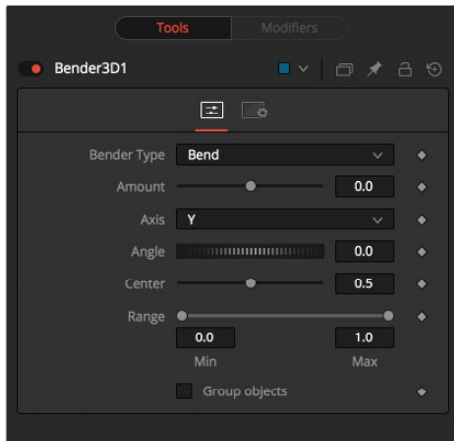 Tools Modifiers
Bender3D1
Bender Type Bend
Amount 0.0
Axis Y
Angle 0.0
Center 0.5
Range
0.0 1.0
Min Max
Group objects